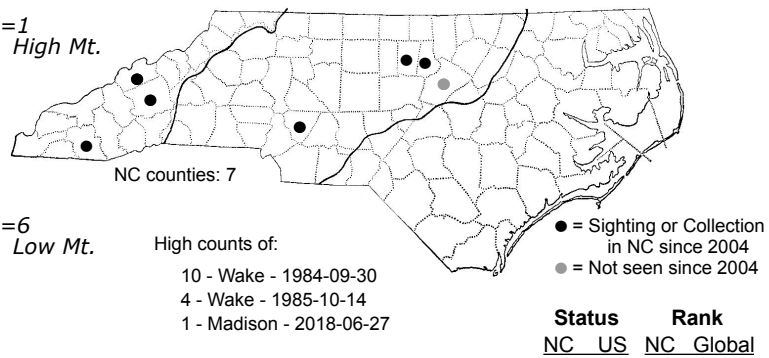 =1
High Mt.
NC counties: 7
=6
Low Mt.
High counts of:
10 - Wake - 1984-09-30
4 - Wake - 1985-10-14
1 - Madison - 2018-06-27
● = Sighting or Collection
in NC since 2004
● = Not seen since 2004
Status Rank
NC US NC Global